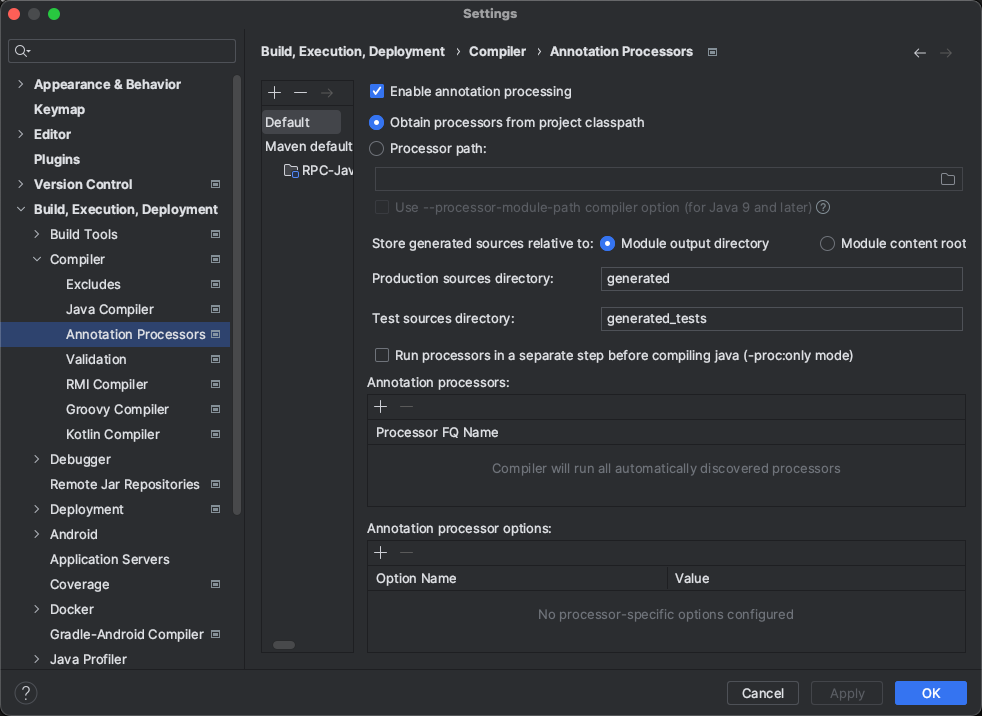 Settings
Appearance & Behavior
Keymap
Editor
Plugins
Version Control
Build, Execution, Deployment
Build Tools
Compiler
Excludes
Java Compiler
Annotation Processors
Validation
RMI Compiler
Groovy Compiler
Kotlin Compiler
Debugger
Remote Jar Repositories
Deployment
Android
Application Servers
Coverage
Docker
Gradle-Android Compiler
Java Profiler
Build, Execution, Deployment › Compiler › Annotation Processors
Default
Maven default
RPC-Jav
Enable annotation processing
Obtain processors from project classpath
Processor path:
Use --processor-module-path compiler option (for Java 9 and later) ?
Store generated sources relative to: Module output directory Module content root
Production sources directory: generated
Test sources directory: generated_tests
Run processors in a separate step before compiling java (-proc:only mode)
Annotation processors:
Processor FQ Name
Compiler will run all automatically discovered processors
Annotation processor options:
Option Name Value
No processor-specific options configured
? Cancel Apply OK